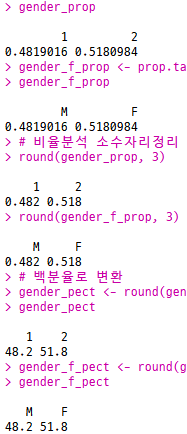 > gender_prop
1 2
0.4819016 0.5180984
> gender_f_prop <- prop.ta
> gender_f_prop
M F
0.4819016 0.5180984
> # 비율분석 소수자리정리
> round(gender_prop, 3)
1 2
0.482 0.518
> round(gender_f_prop, 3)
M F
0.482 0.518
> # 백분율로 변환
> gender_pect <- round(gen
> gender_pect
1 2
48.2 51.8
> gender_f_pect <- round(g
> gender_f_pect
M F
48.2 51.8